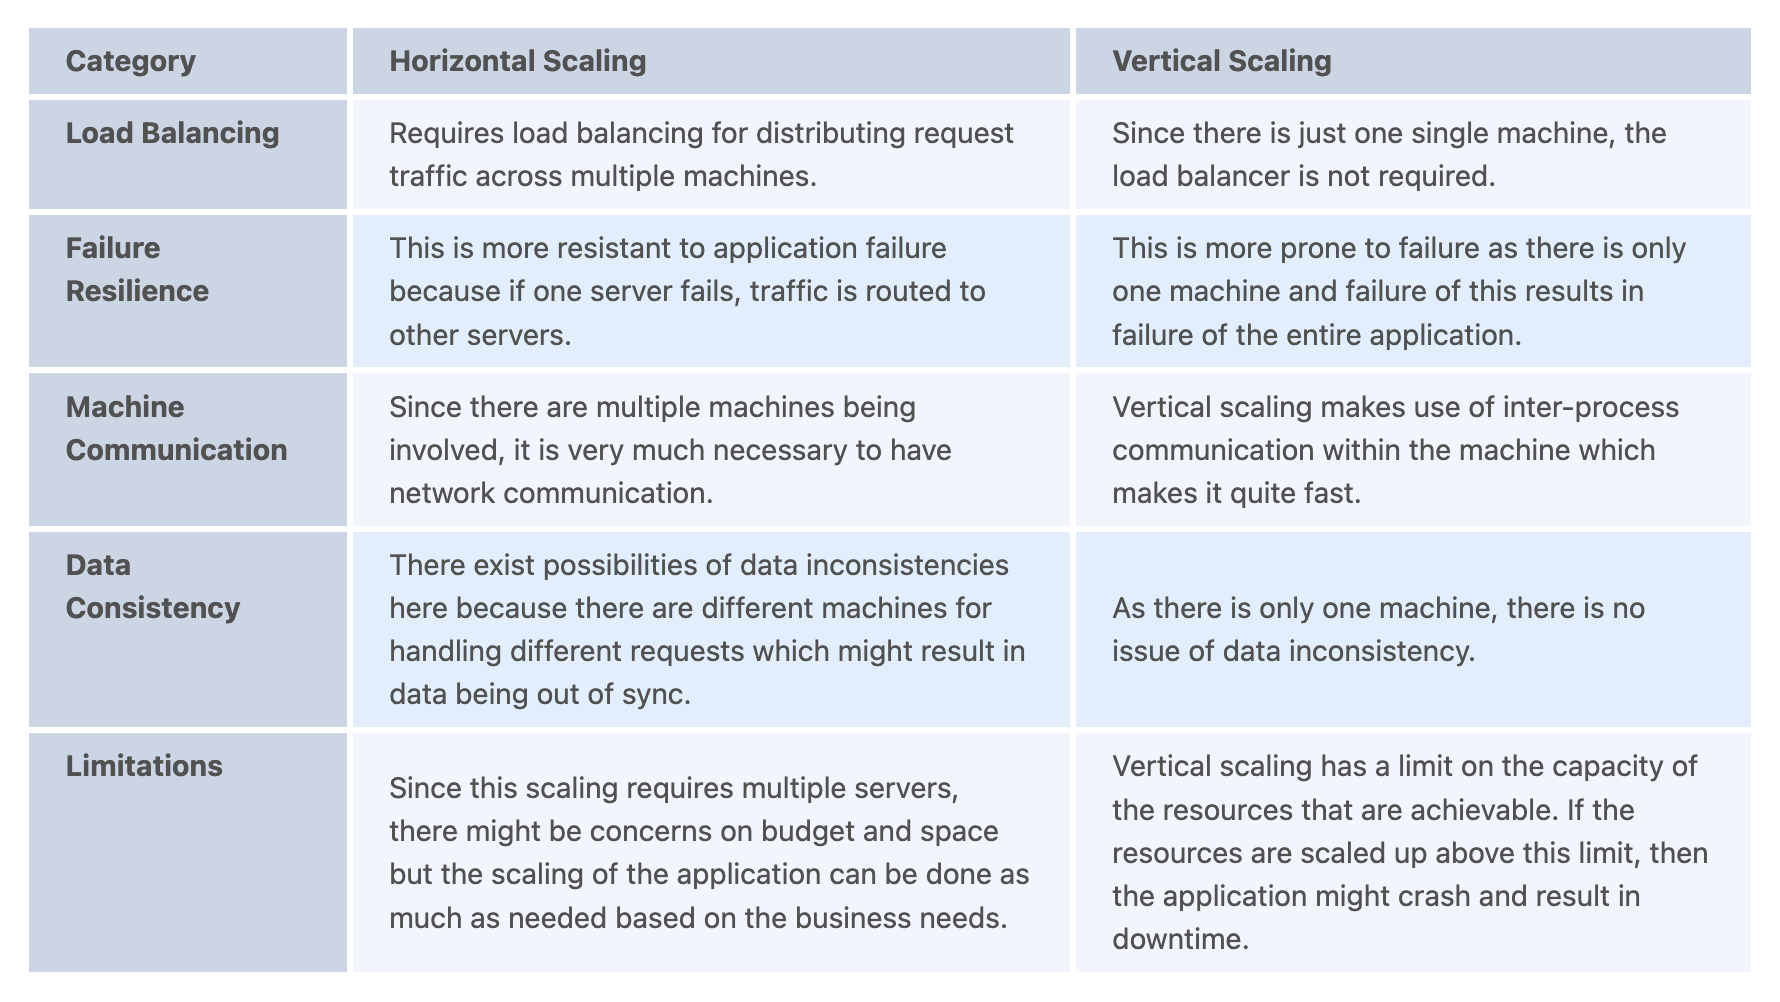 Category
Horizontal Scaling
Vertical Scaling
Load Balancing
Requires load balancing for distributing request
traffic across multiple machines.
Since there is just one single machine, the
load balancer is not required.
Failure
Resilience
This is more resistant to application failure
because if one server fails, traffic is routed to
other servers.
This is more prone to failure as there is only
one machine and failure of this results in
failure of the entire application.
Machine
Communication
Since there are multiple machines being
involved, it is very much necessary to have
network communication.
Vertical scaling makes use of inter-process
communication within the machine which
makes it quite fast.
Data
Consistency
There exist possibilities of data inconsistencies
here because there are different machines for
handling different requests which might result in
data being out of sync.
As there is only one machine, there is no
issue of data inconsistency.
Limitations
Since this scaling requires multiple servers,
there might be concerns on budget and space
but the scaling of the application can be done as
much as needed based on the business needs.
Vertical scaling has a limit on the capacity of
the resources that are achievable. If the
resources are scaled up above this limit, then
the application might crash and result in
downtime.